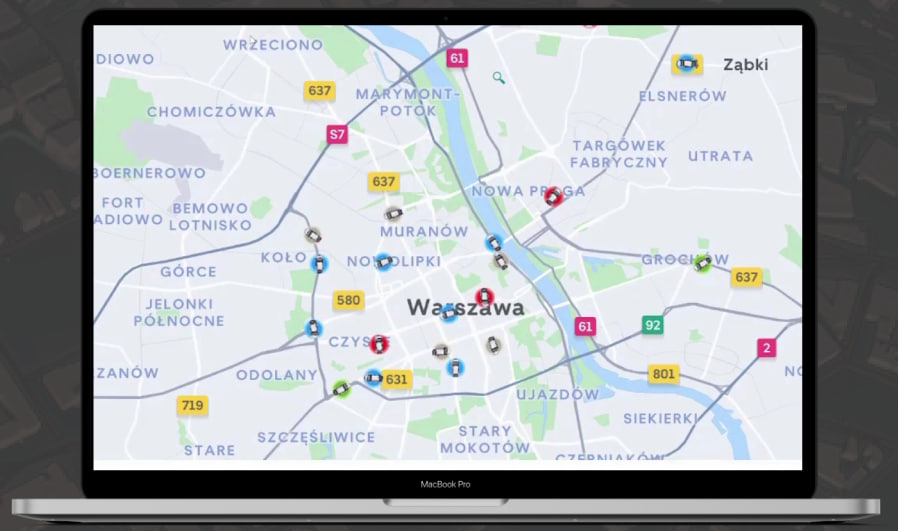 WRZECIONO
61
DIOWO
Ząbki
637
MARYMONT-
POTOK
ELSNERÓW
CHOMICZÓWKA
S7
TARGÓWEK
FABRYCZNY
UTRATA
BOERNEROWO
637
NOWA PRAGA
FORT
ADIOWO
BEMOWO
LOTNISKO
MURANÓW
KOŁO
NOWOLIPKI
GROCHÓW
GÓRCE
637
580
JELONKI
PÓŁNOCNE
Warszawa
61
92
CZYSTE
2
ZANÓW
ODOLANY
631
801
NO
719
UJAZDÓW
SIEKIERKI
SZCZĘŚLIWICE
STARY
MOKOTÓW
STARE
CZERNIAKÓW
MacBook Pro